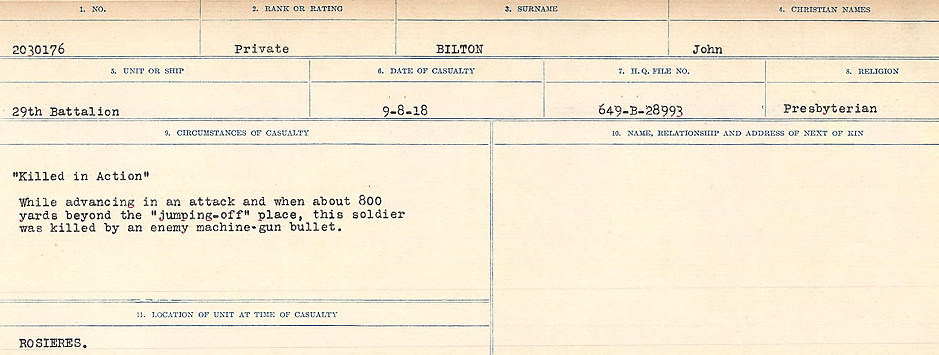 1. NO. 2. RANK OR RATING 3. SURNAME 4. CHRISTIAN NAMES
2030176 Private BILTON John
5. UNIT OR SHIP 6. DATE OF CASUALTY 7. H.Q. FILE NO. 8. RELIGION
29th Battalion 9-8-18 649-B-28993 Presbyterian
9. CIRCUMSTANCES OF CASUALTY 10. NAME, RELATIONSHIP AND ADDRESS OF NEXT OF KIN
"Killed in Action"
While advancing in an attack and when about 800
yards beyond the "jumping-off" place, this soldier
was killed by an enemy machine-gun bullet.
11. LOCATION OF UNIT AT TIME OF CASUALTY
ROSIERES.